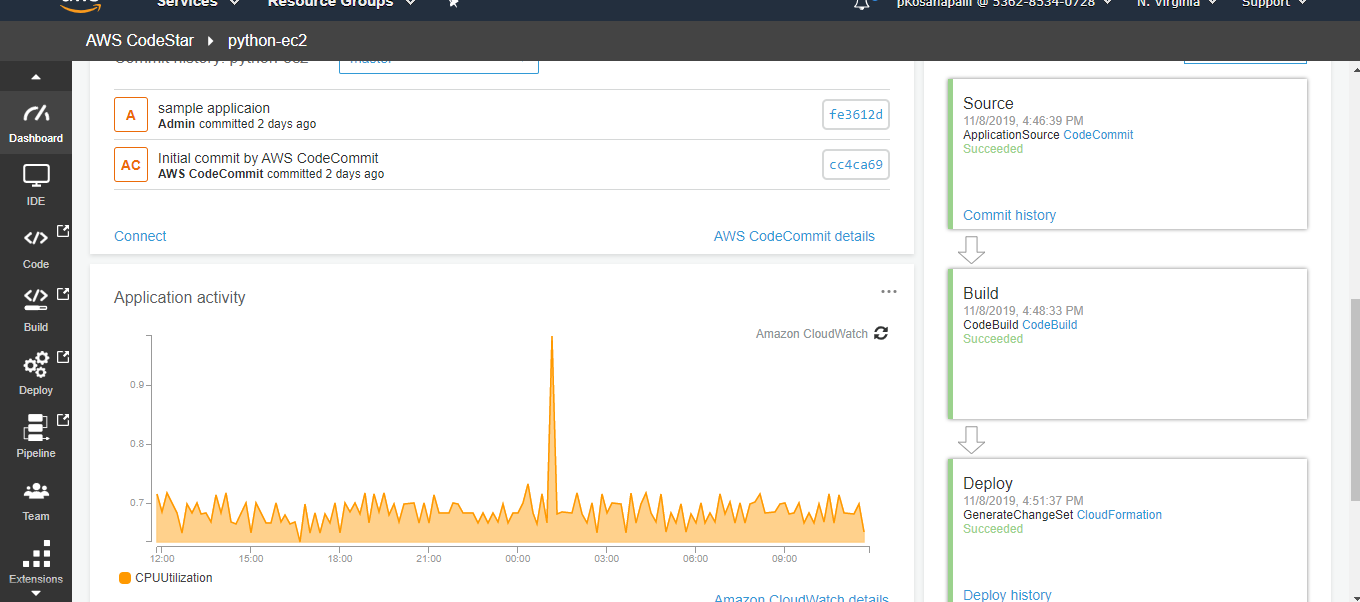 aws Services Resource Groups pkosanapalli @ 5362-8534-0728 N. Virginia Support
AWS CodeStar python-ec2
Dashboard
IDE
Code
Build
Deploy
Pipeline
Team
Extensions
Commit history: python-ec2 master
A sample applicaion
Admin committed 2 days ago
fe3612d
AC Initial commit by AWS CodeCommit
AWS CodeCommit committed 2 days ago
cc4ca69
Connect AWS CodeCommit details
Application activity
Amazon CloudWatch
0.9
0.8
0.7
12:00 15:00 18:00 21:00 00:00 03:00 06:00 09:00
CPUUtilization
Amazon CloudWatch details
Source
11/8/2019, 4:46:39 PM
ApplicationSource CodeCommit
Succeeded
Commit history
Build
11/8/2019, 4:48:33 PM
CodeBuild CodeBuild
Succeeded
Deploy
11/8/2019, 4:51:37 PM
GenerateChangeSet CloudFormation
Succeeded
Deploy history